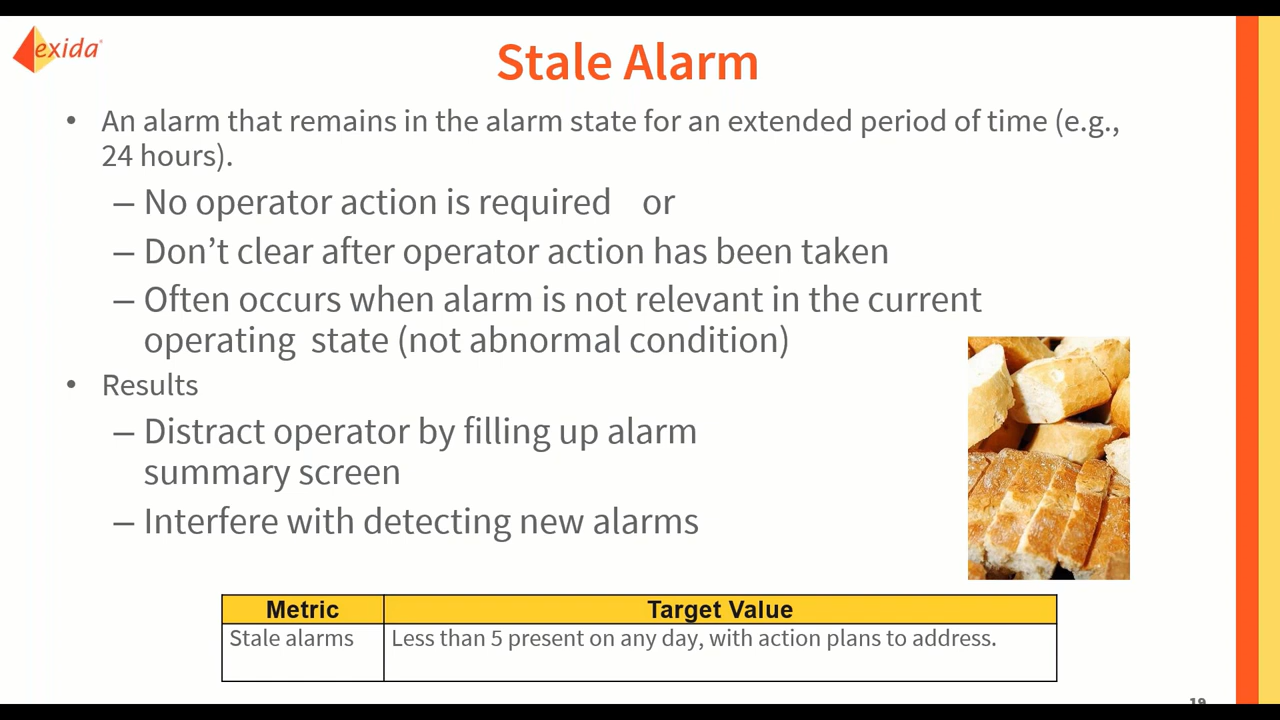 exida
Stale Alarm
• An alarm that remains in the alarm state for an extended period of time (e.g.,
24 hours).
– No operator action is required or
– Don’t clear after operator action has been taken
– Often occurs when alarm is not relevant in the current
operating state (not abnormal condition)
• Results
– Distract operator by filling up alarm
summary screen
– Interfere with detecting new alarms
Metric Target Value
Stale alarms Less than 5 present on any day, with action plans to address.
19